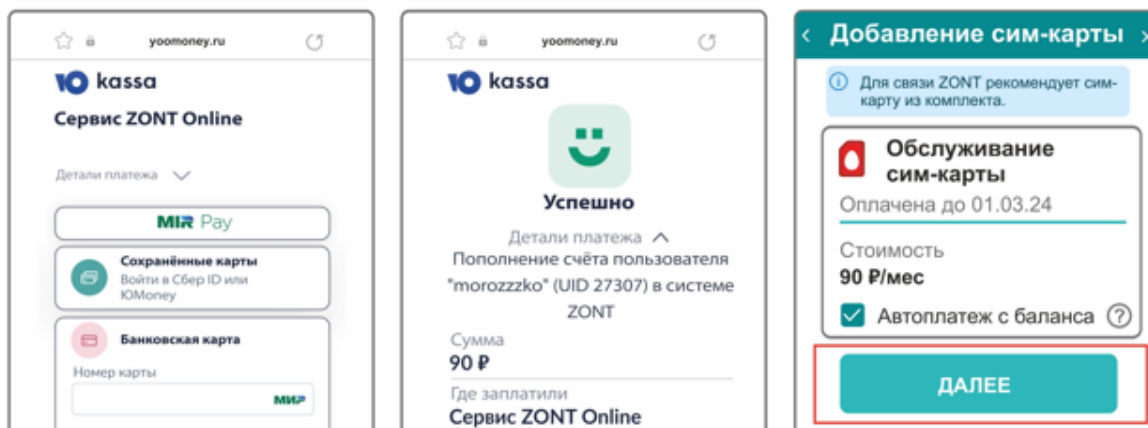 yoomoney.ru
Ю kassa
Сервис ZONT Online
Детали платежа
MIR Pay
Сохранённые карты
Войти в Сбер ID или
ЮMoney
Банковская карта
Номер карты
МИР
yoomoney.ru
Ю kassa
Успешно
Детали платежа
Пополнение счёта пользователя
"morozzzko" (UID 27307) в системе
ZONT
Сумма
90 ₽
Где заплатили
Сервис ZONT Online
Добавление сим-карты
Для связи ZONT рекомендует сим-
карту из комплекта.
Обслуживание
сим-карты
Оплачена до 01.03.24
Стоимость
90 ₽/мес
Автоплатеж с баланса ?
ДАЛЕЕ